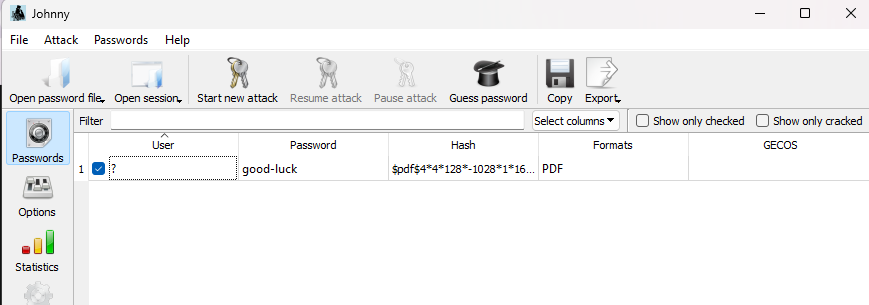 Johnny
File Attack Passwords Help
Open password file Open session Start new attack Resume attack Pause attack Guess password Copy Export
Passwords
Options
Statistics
Filter Select columns Show only checked Show only cracked
User Password Hash Formats GECOS
1 ? good-luck $pdf$4*4*128*-1028*1*16... PDF